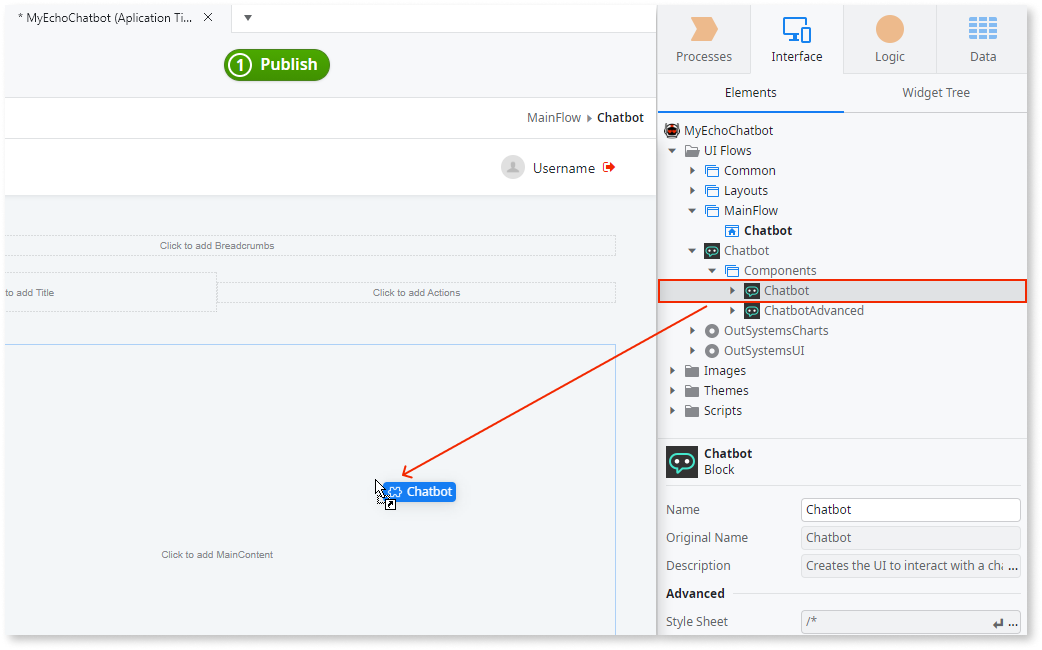 * MyEchoChatbot (Aplication Ti...
1 Publish
MainFlow Chatbot
Username
Click to add Breadcrumbs
to add Title
Click to add Actions
Chatbot
Click to add MainContent
Processes
Interface
Logic
Data
Elements
Widget Tree
MyEchoChatbot
UI Flows
Common
Layouts
MainFlow
Chatbot
Chatbot
Components
Chatbot
ChatbotAdvanced
OutSystemsCharts
OutSystemsUI
Images
Themes
Scripts
Chatbot
Block
Name Chatbot
Original Name Chatbot
Description Creates the UI to interact with a cha ...
Advanced
Style Sheet /* ...